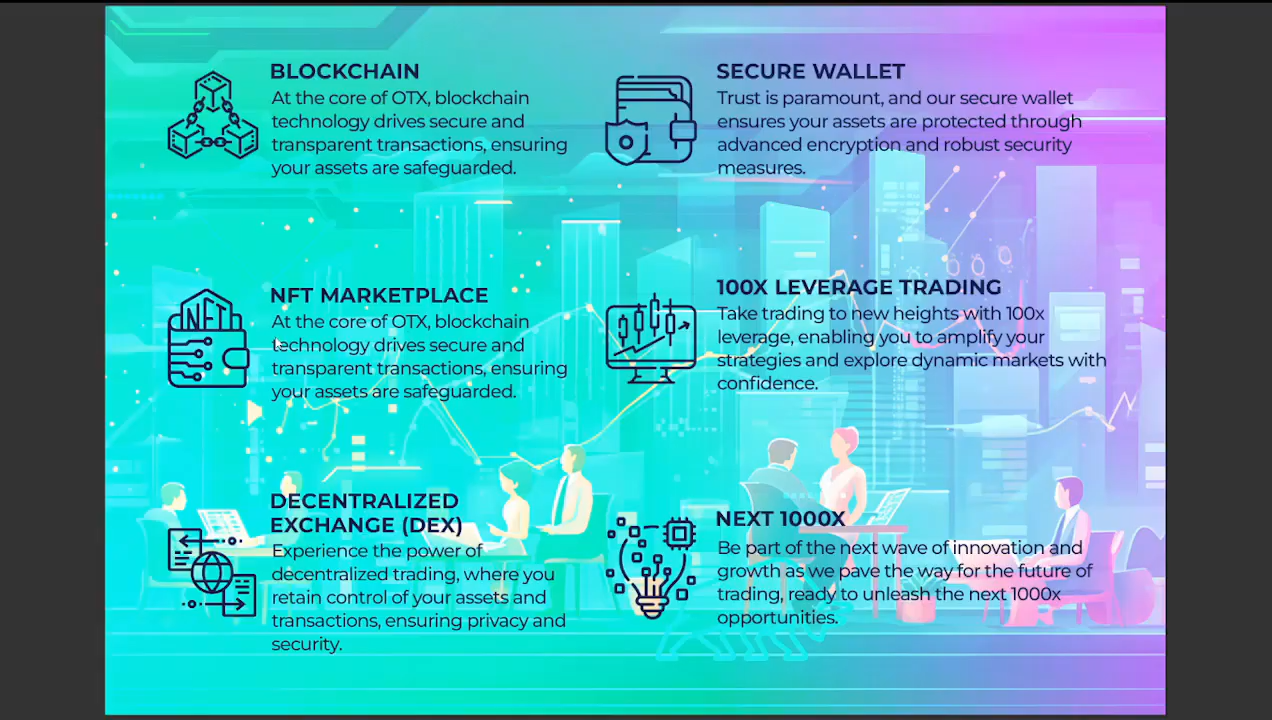 BLOCKCHAIN
At the core of OTX, blockchain
technology drives secure and
transparent transactions, ensuring
your assets are safeguarded.
SECURE WALLET
Trust is paramount, and our secure wallet
ensures your assets are protected through
advanced encryption and robust security
measures.
NFT
NFT MARKETPLACE
At the core of OTX, blockchain
technology drives secure and
transparent transactions, ensuring
your assets are safeguarded.
100X LEVERAGE TRADING
Take trading to new heights with 100x
leverage, enabling you to amplify your
strategies and explore dynamic markets with
confidence.
DECENTRALIZED
EXCHANGE (DEX)
Experience the power of
decentralized trading, where you
retain control of your assets and
transactions, ensuring privacy and
security.
NEXT 1000X
Be part of the next wave of innovation and
growth as we pave the way for the future of
trading, ready to unleash the next 1000x
opportunities.